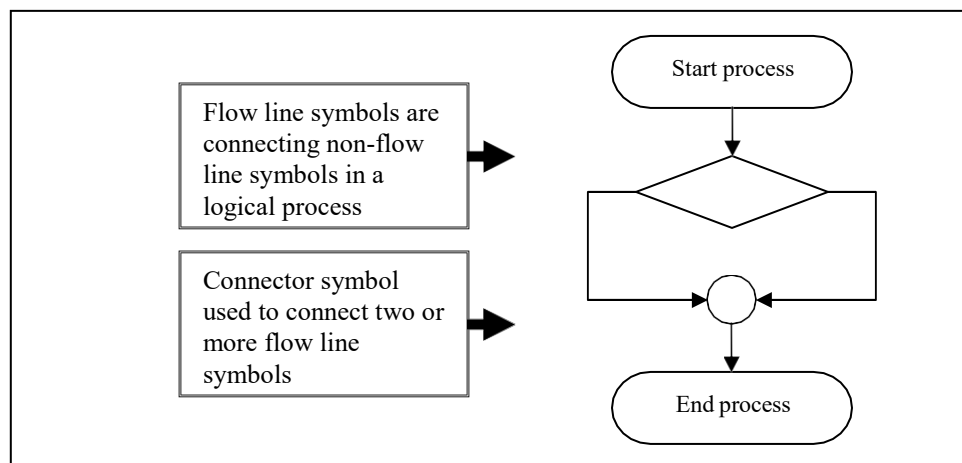 Flow line symbols are
connecting non-flow
line symbols in a
logical process
Connector symbol
used to connect two or
more flow line
symbols
Start process
End process